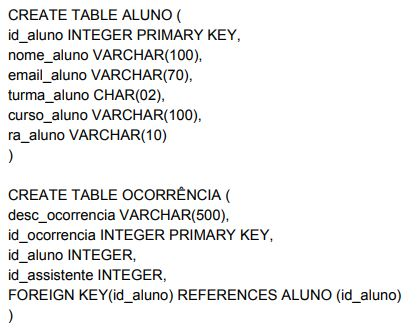 CREATE TABLE ALUNO (
id_aluno INTEGER PRIMARY KEY,
nome_aluno VARCHAR(100),
email_aluno VARCHAR(70),
turma_aluno CHAR(02),
curso_aluno VARCHAR(100),
ra_aluno VARCHAR(10)
)
CREATE TABLE OCORRÊNCIA (
desc_ocorrencia VARCHAR(500),
id_ocorrencia INTEGER PRIMARY KEY,
id_aluno INTEGER,
id_assistente INTEGER,
FOREIGN KEY(id_aluno) REFERENCES ALUNO (id_aluno)
)